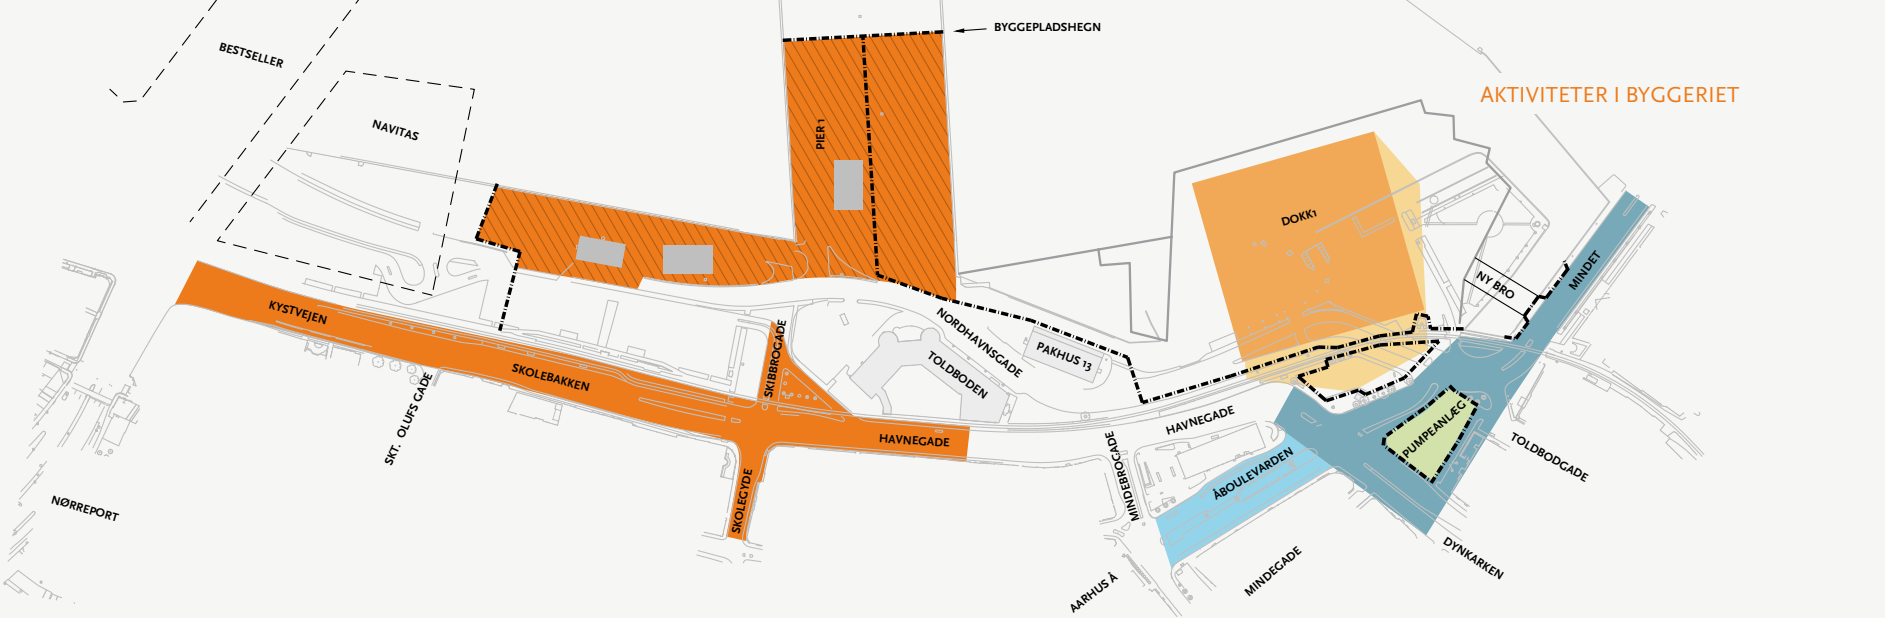 BYGGEPLADSHEGN
BESTSELLER
AKTIVITETER I BYGGERIET
NAVITAS
PIER 1
DOKK1
MINDET
NY BRO
KYSTVEJEN
NORDHAVNSGADE
SKIBBROGADE
PAKHUS 13
SKOLEBAKKEN
TOLDBODEN
SKT. OLUFS GADE
HAVNEGADE
HAVNEGADE
PUMPEANLÆG
TOLDBODGADE
MINDEBROGADE
ÅBOULEVARDEN
SKOLEGYDE
NØRREPORT
DYNKARKEN
MINDEGADE
AARHUS Å